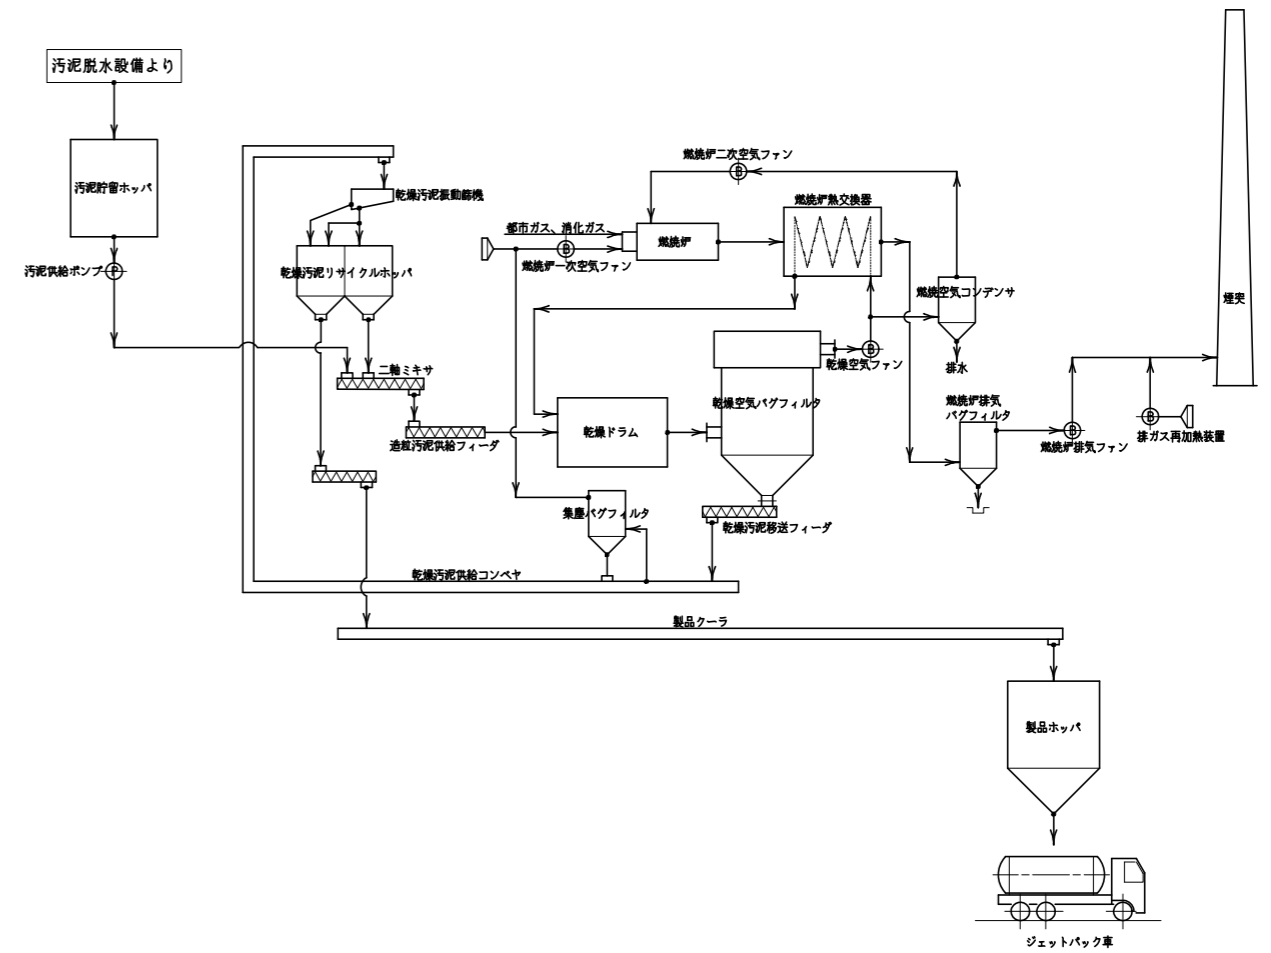 汚泥脱水設備より
汚泥貯留ホッパ
汚泥供給ポンプ
P
乾燥汚泥振動篩機
乾燥汚泥リサイクルホッパ
二軸ミキサ
造粒汚泥供給フィーダ
都市ガス、消化ガス
燃焼炉一次空気ファン
B
燃焼炉二次空気ファン
B
燃焼炉
燃焼炉熱交換器
燃焼空気コンデンサ
排水
乾燥空気ファン
B
乾燥空気バグフィルタ
乾燥ドラム
集塵バグフィルタ
乾燥汚泥移送フィーダ
乾燥汚泥供給コンベヤ
燃焼炉排気
バグフィルタ
燃焼炉排気ファン
B
排ガス再加熱装置
B
煙突
製品クーラ
製品ホッパ
ジェットパック車